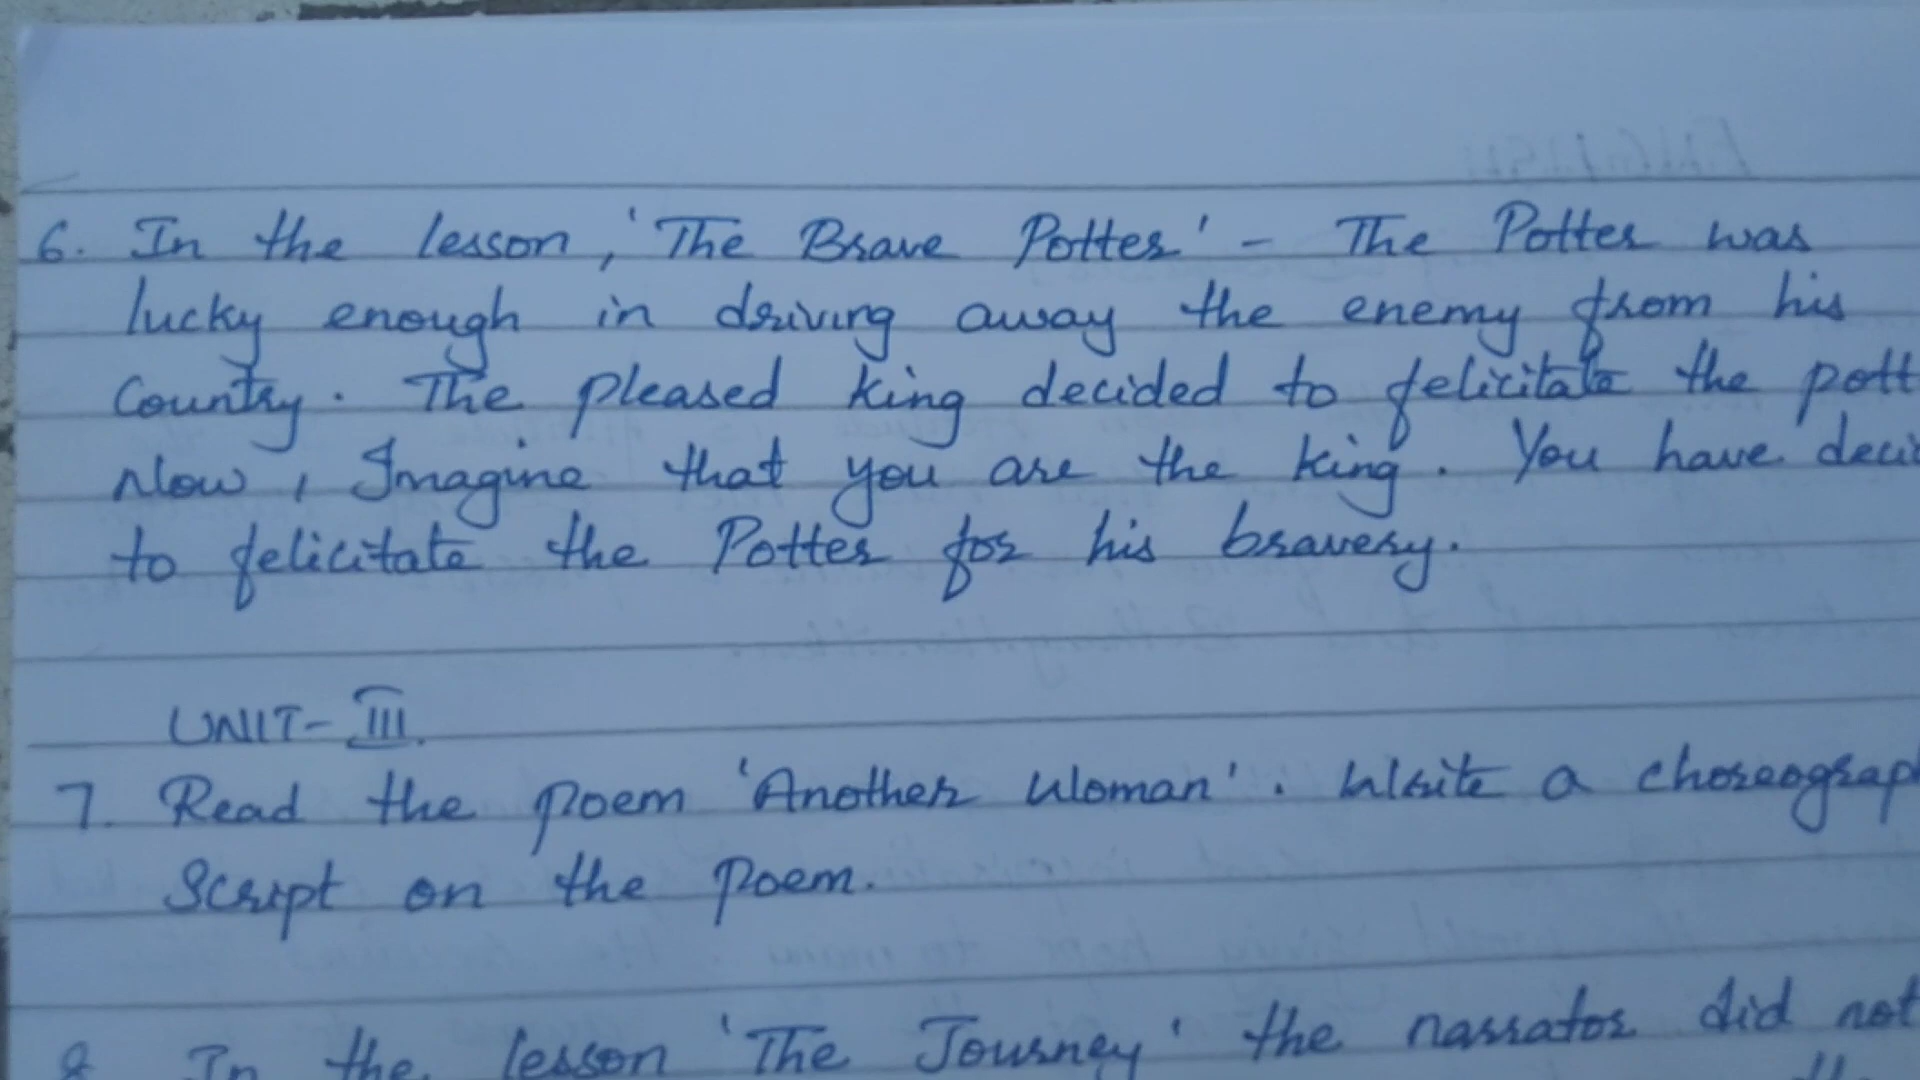 6. In the lesson, 'The Brave Potter' - The Potter was
lucky enough in driving away the enemy from his
Country. The pleased king decided to felicitate the pott
Now, Imagine that you are the king. You have deci
to felicitate the Potter for his bravery.
UNIT-III.
7. Read the poem 'Another Woman'. Write a choreograp
Script on the poem.
8 In the lesson 'The Journey' the narrator did not